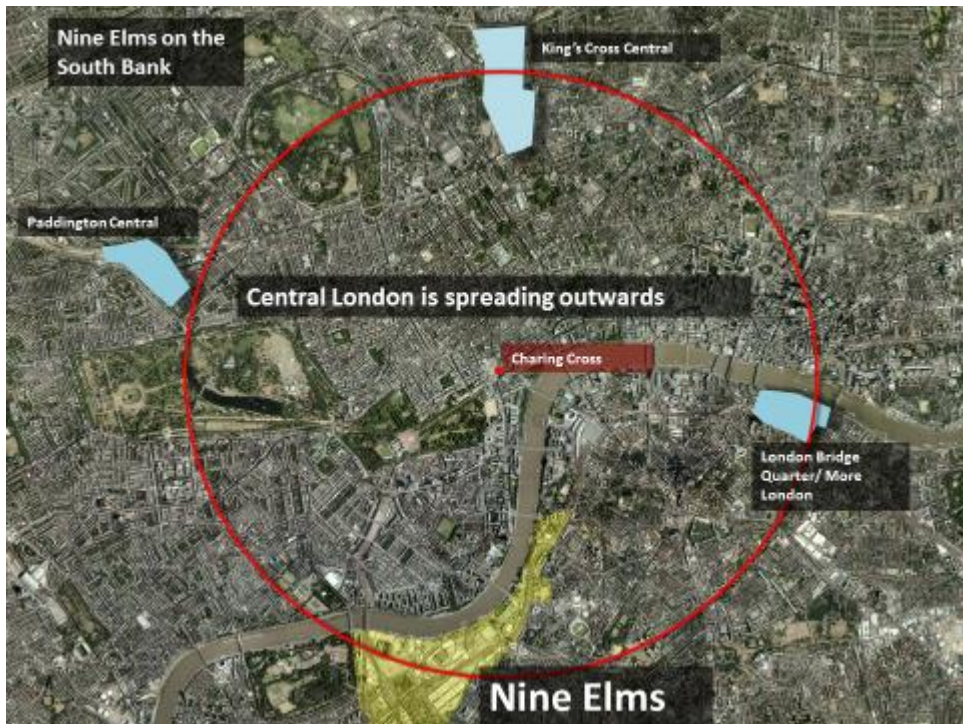 Nine Elms on the
South Bank
King's Cross Central
Paddington Central
Central London is spreading outwards
Charing Cross
London Bridge
Quarter/ More
London
Nine Elms